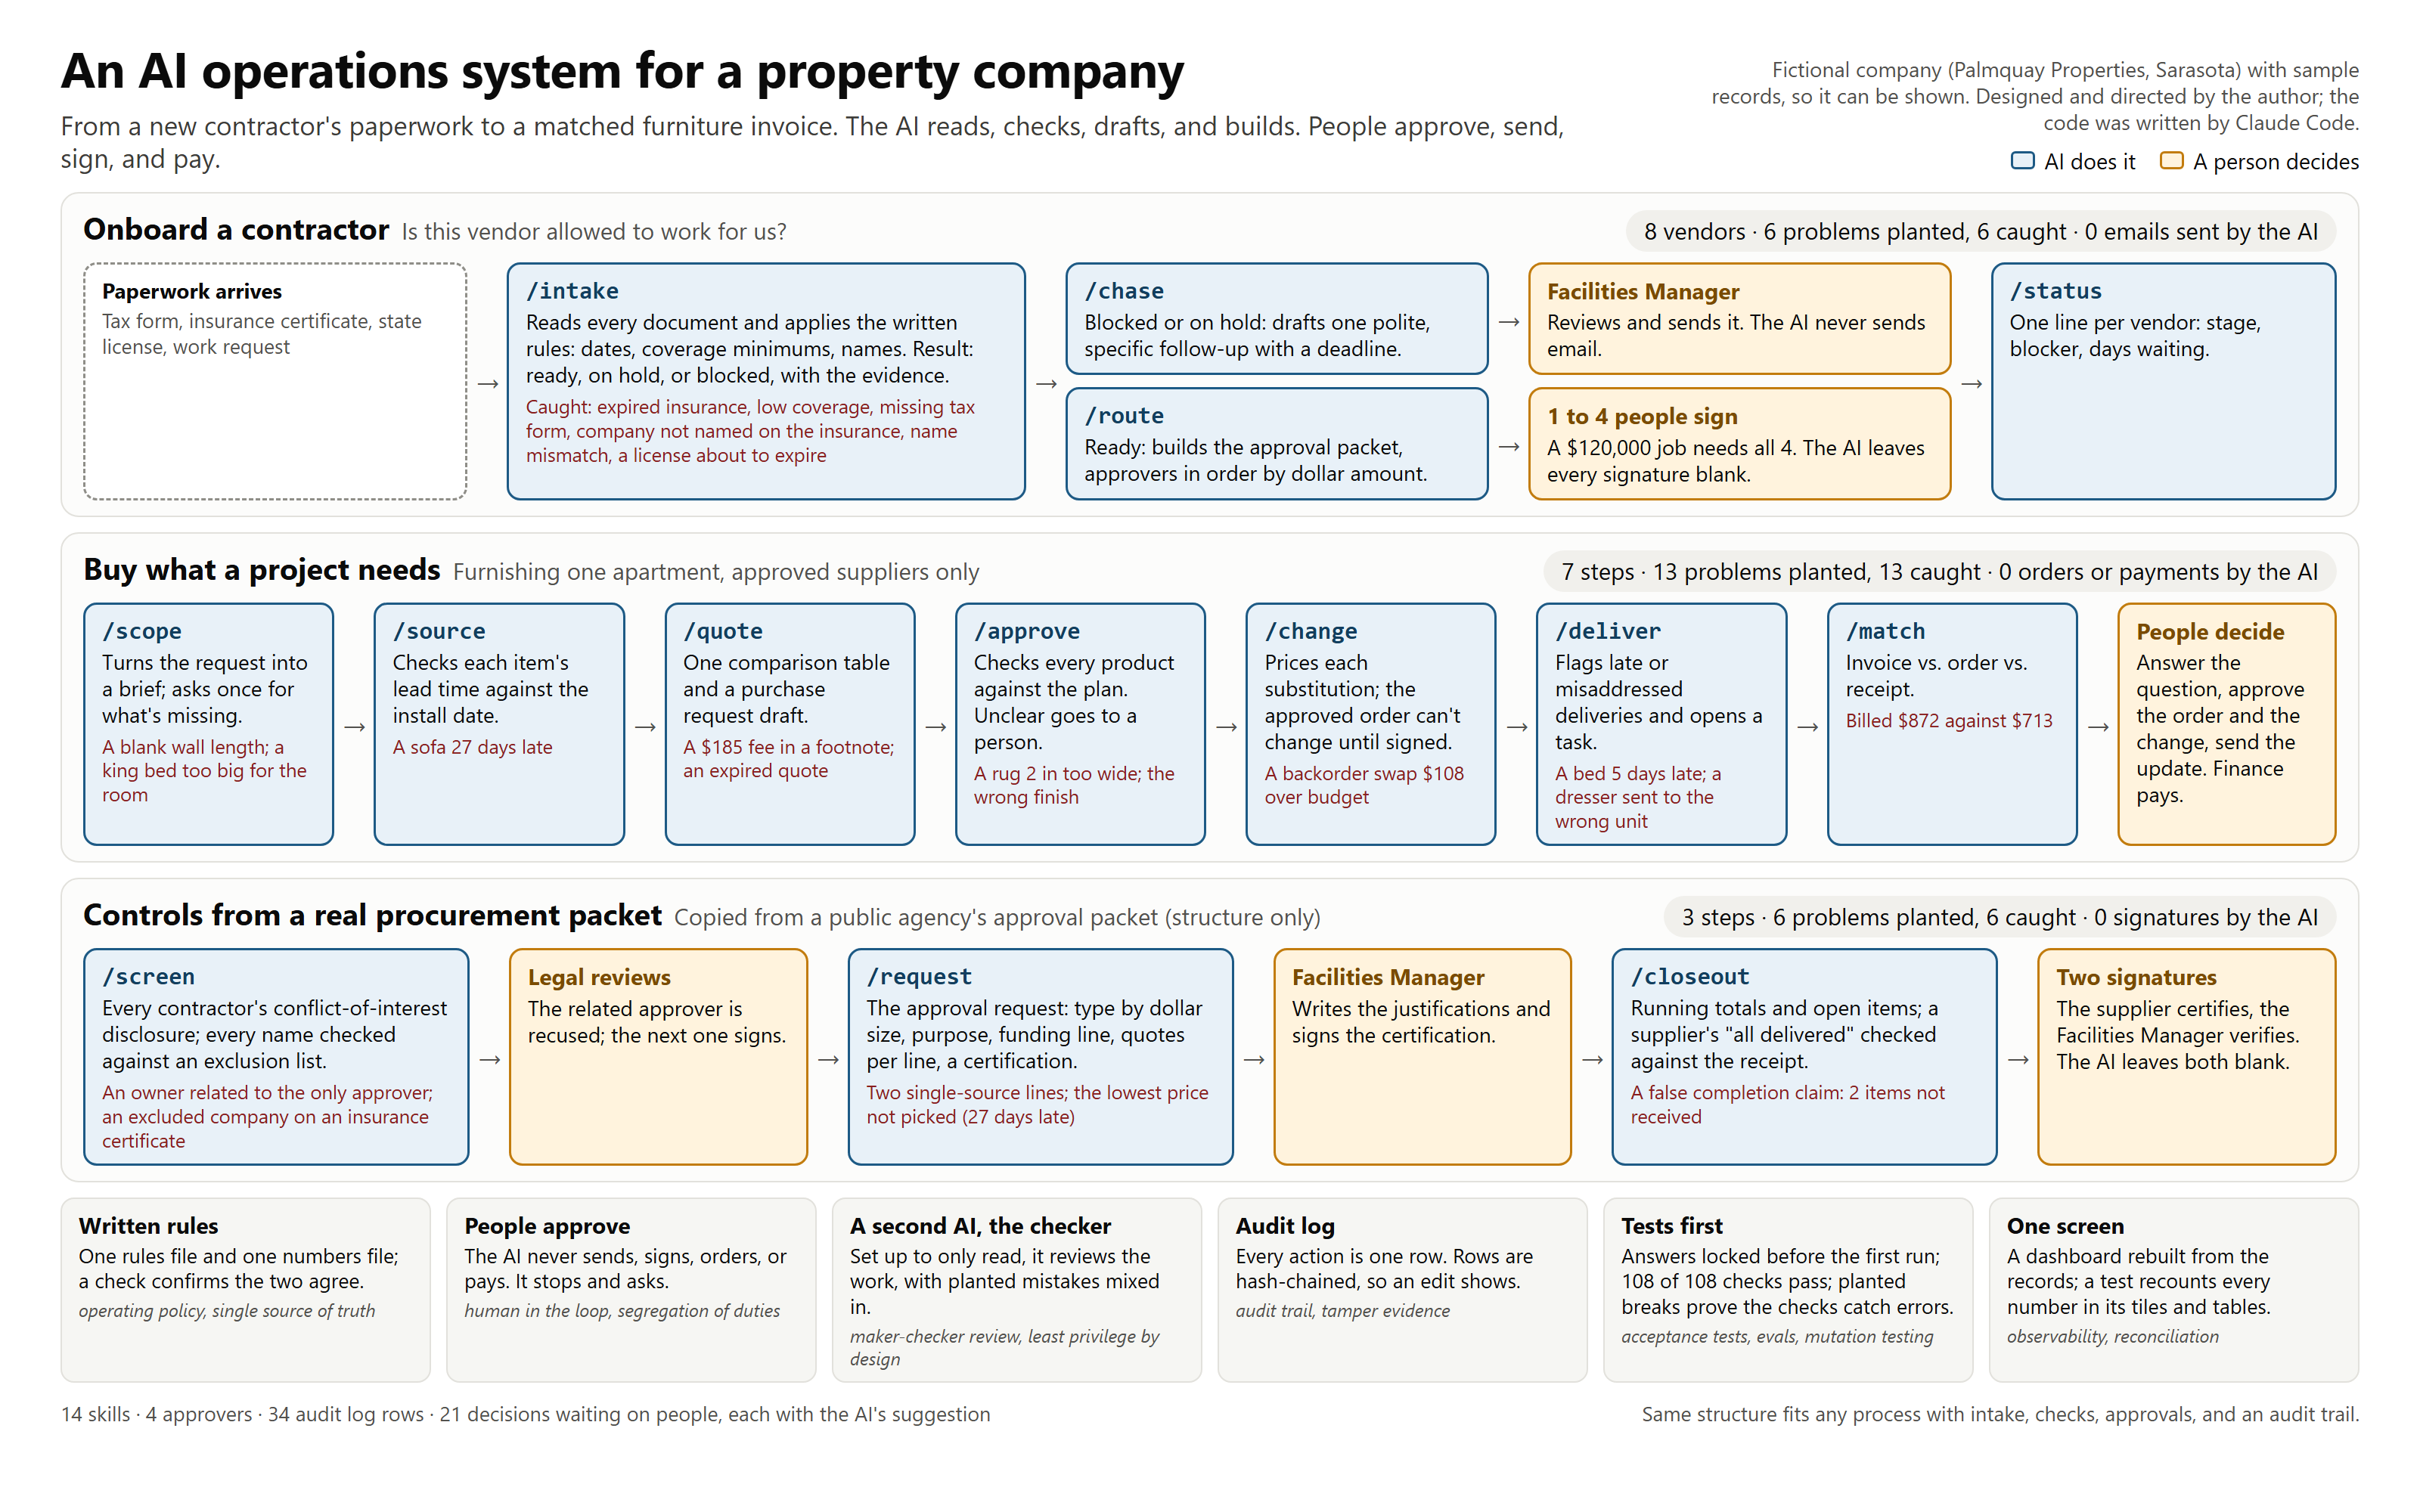 An AI operations system for a property company
From a new contractor's paperwork to a matched furniture invoice. The AI reads, checks, drafts, and builds. People approve, send,
sign, and pay.
Fictional company (Palmquay Properties, Sarasota) with sample
records, so it can be shown. Designed and directed by the author; the
code was written by Claude Code.
AI does it
A person decides
Onboard a contractor Is this vendor allowed to work for us?
8 vendors · 6 problems planted, 6 caught · 0 emails sent by the AI
Paperwork arrives
Tax form, insurance certificate, state
license, work request
→
/intake
Reads every document and applies the written
rules: dates, coverage minimums, names. Result:
ready, on hold, or blocked, with the evidence.
Caught: expired insurance, low coverage, missing tax
form, company not named on the insurance, name
mismatch, a license about to expire
→
/chase
Blocked or on hold: drafts one polite,
specific follow-up with a deadline.
→
Facilities Manager
Reviews and sends it. The AI never sends
email.
/route
Ready: builds the approval packet,
approvers in order by dollar amount.
→
1 to 4 people sign
A $120,000 job needs all 4. The AI leaves
every signature blank.
→
/status
One line per vendor: stage,
blocker, days waiting.
Buy what a project needs Furnishing one apartment, approved suppliers only
7 steps · 13 problems planted, 13 caught · 0 orders or payments by the AI
/scope
Turns the request into
a brief; asks once for
what's missing.
A blank wall length; a
king bed too big for the
room
→
/source
Checks each item's
lead time against the
install date.
A sofa 27 days late
→
/quote
One comparison table
and a purchase
request draft.
A $185 fee in a footnote;
an expired quote
→
/approve
Checks every product
against the plan.
Unclear goes to a
person.
A rug 2 in too wide; the
wrong finish
→
/change
Prices each
substitution; the
approved order can't
change until signed.
A backorder swap $108
over budget
→
/deliver
Flags late or
misaddressed
deliveries and opens a
task.
A bed 5 days late; a
dresser sent to the
wrong unit
→
/match
Invoice vs. order vs.
receipt.
Billed $872 against $713
→
People decide
Answer the
question, approve
the order and the
change, send the
update. Finance
pays.
Controls from a real procurement packet Copied from a public agency's approval packet (structure only)
3 steps · 6 problems planted, 6 caught · 0 signatures by the AI
/screen
Every contractor's conflict-of-interest
disclosure; every name checked
against an exclusion list.
An owner related to the only approver;
an excluded company on an insurance
certificate
→
Legal reviews
The related approver is
recused; the next one signs.
→
/request
The approval request: type by dollar
size, purpose, funding line, quotes
per line, a certification.
Two single-source lines; the lowest price
not picked (27 days late)
→
Facilities Manager
Writes the justifications and
signs the certification.
→
/closeout
Running totals and open items; a
supplier's "all delivered" checked
against the receipt.
A false completion claim: 2 items not
received
→
Two signatures
The supplier certifies, the
Facilities Manager verifies.
The AI leaves both blank.
Written rules
One rules file and one numbers file;
a check confirms the two agree.
operating policy, single source of truth
People approve
The AI never sends, signs, orders, or
pays. It stops and asks.
human in the loop, segregation of duties
A second AI, the checker
Set up to only read, it reviews the
work, with planted mistakes mixed
in.
maker-checker review, least privilege by
design
Audit log
Every action is one row. Rows are
hash-chained, so an edit shows.
audit trail, tamper evidence
Tests first
Answers locked before the first run;
108 of 108 checks pass; planted
breaks prove the checks catch errors.
acceptance tests, evals, mutation testing
One screen
A dashboard rebuilt from the
records; a test recounts every
number in its tiles and tables.
observability, reconciliation
14 skills · 4 approvers · 34 audit log rows · 21 decisions waiting on people, each with the AI's suggestion
Same structure fits any process with intake, checks, approvals, and an audit trail.